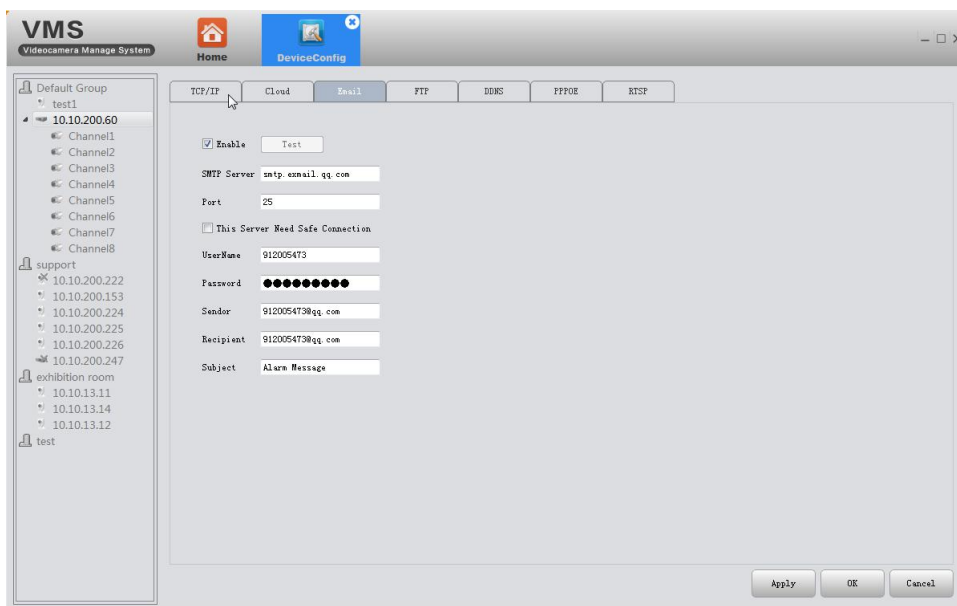 VMS
Videocamera Manage System
Home
DeviceConfig
Default Group
test1
10.10.200.60
Channel1
Channel2
Channel3
Channel4
Channel5
Channel6
Channel7
Channel8
support
10.10.200.222
10.10.200.153
10.10.200.224
10.10.200.225
10.10.200.226
10.10.200.247
exhibition room
10.10.13.11
10.10.13.14
10.10.13.12
test
TCP/IP Cloud Email FTP DDNS PPPOE RTSP
Enable Test
SMTP Server smtp.exmail.qq.com
Port 25
This Server Need Safe Connection
UserName 912005473
Password ●●●●●●●●●
Sendor 912005473@qq.com
Recipient 912005473@qq.com
Subject Alarm Message
Apply OK Cancel